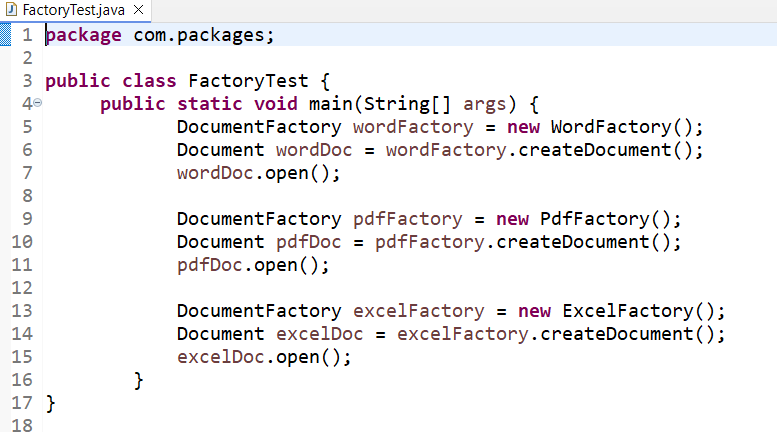 FactoryTest.java ×
1 package com.packages;
2
3 public class FactoryTest {
4 public static void main(String[] args) {
5 DocumentFactory wordFactory = new WordFactory();
6 Document wordDoc = wordFactory.createDocument();
7 wordDoc.open();
8
9 DocumentFactory pdfFactory = new PdfFactory();
10 Document pdfDoc = pdfFactory.createDocument();
11 pdfDoc.open();
12
13 DocumentFactory excelFactory = new ExcelFactory();
14 Document excelDoc = excelFactory.createDocument();
15 excelDoc.open();
16 }
17 }
18